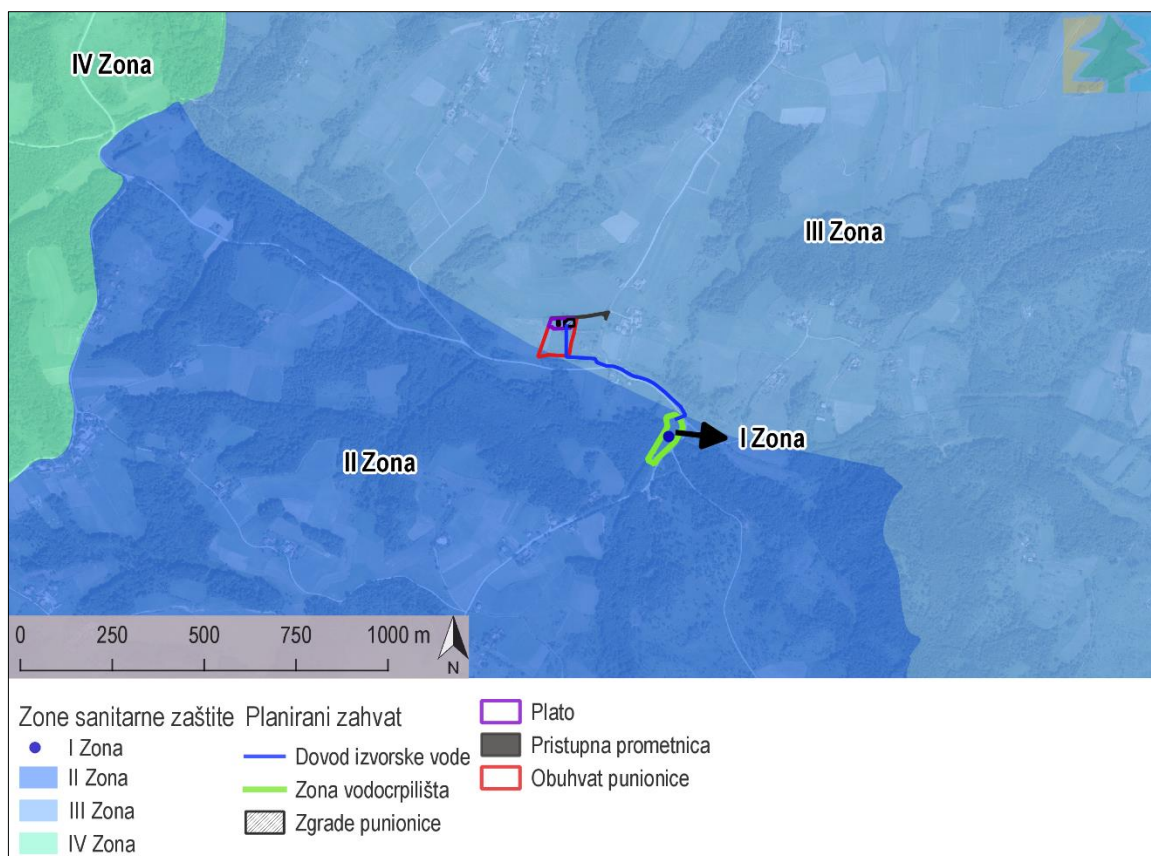 IV Zona
III Zona
I Zona
II Zona
0 250 500 750 1000 m
N
Zone sanitarne zaštite
I Zona
II Zona
III Zona
IV Zona
Planirani zahvat
Dovod izvorske vode
Zona vodocrpilišta
Zgrade punionice
Plato
Pristupna prometnica
Obuhvat punionice